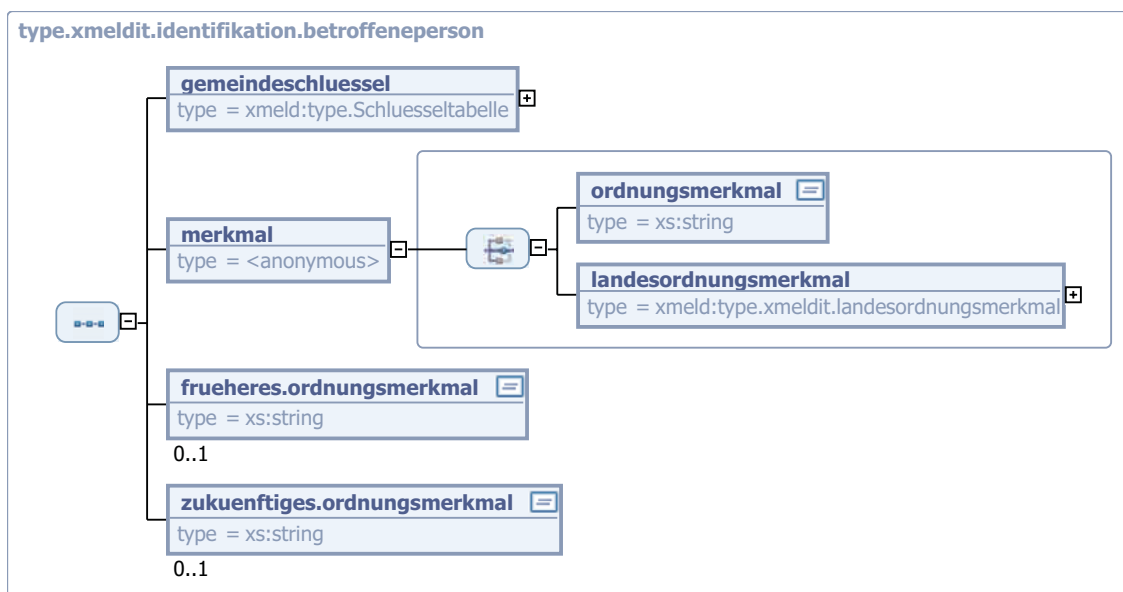 type.xmeldit.identifikation.betroffeneperson
gemeindeschluessel
type = xmeld:type.Schluesseltabelle
merkmal
type = <anonymous>
ordnungsmerkmal
type = xs:string
landesordnungsmerkmal
type = xmeld:type.xmeldit.landesordnungsmerkmal
frueheres.ordnungsmerkmal
type = xs:string
0..1
zukuenftiges.ordnungsmerkmal
type = xs:string
0..1